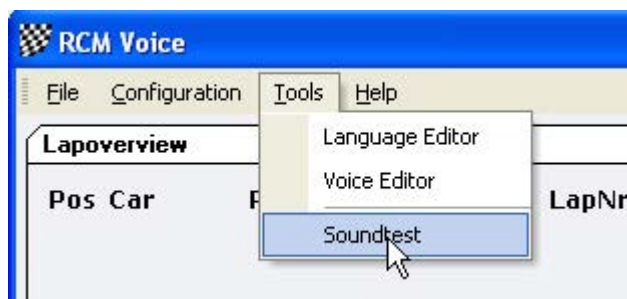 RCM Voice
File Configuration Tools Help
Language Editor
Lapoverview
Voice Editor
Pos Car LapNr
Soundtest